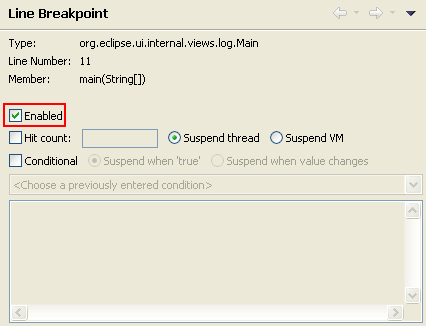 Line Breakpoint
Type: org.eclipse.ui.internal.views.log.Main
Line Number: 11
Member: main(String[])
Enabled
Hit count: Suspend thread Suspend VM
Conditional Suspend when 'true' Suspend when value changes
<Choose a previously entered condition>